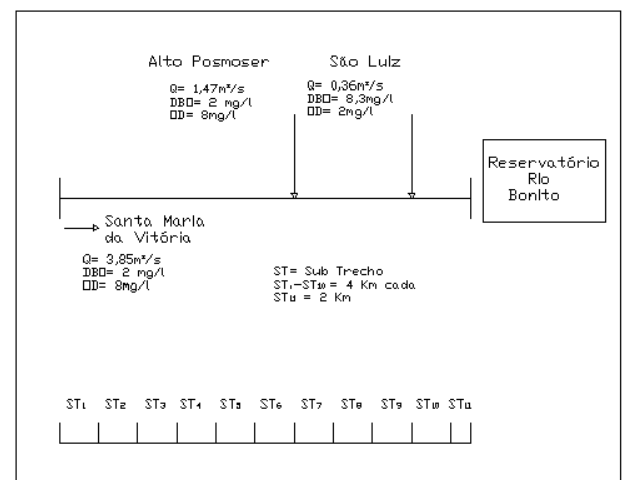 Alto Posmoser
Q= 1,47m³/s
DBO= 2 mg/l
OD= 8mg/l
São Luiz
Q= 0,36m³/s
DBO= 8,3mg/l
OD= 2mg/l
Reservatório
Rio
Bonito
Santa Maria
da Vitória
Q= 3,85m³/s
DBO= 2 mg/l
OD= 8mg/l
ST= Sub Trecho
ST₁-ST₁₀ = 4 Km cada
ST₁₁ = 2 Km
ST₁ ST₂ ST₃ ST₄ ST₅ ST₆ ST₇ ST₈ ST₉ ST₁₀ ST₁₁